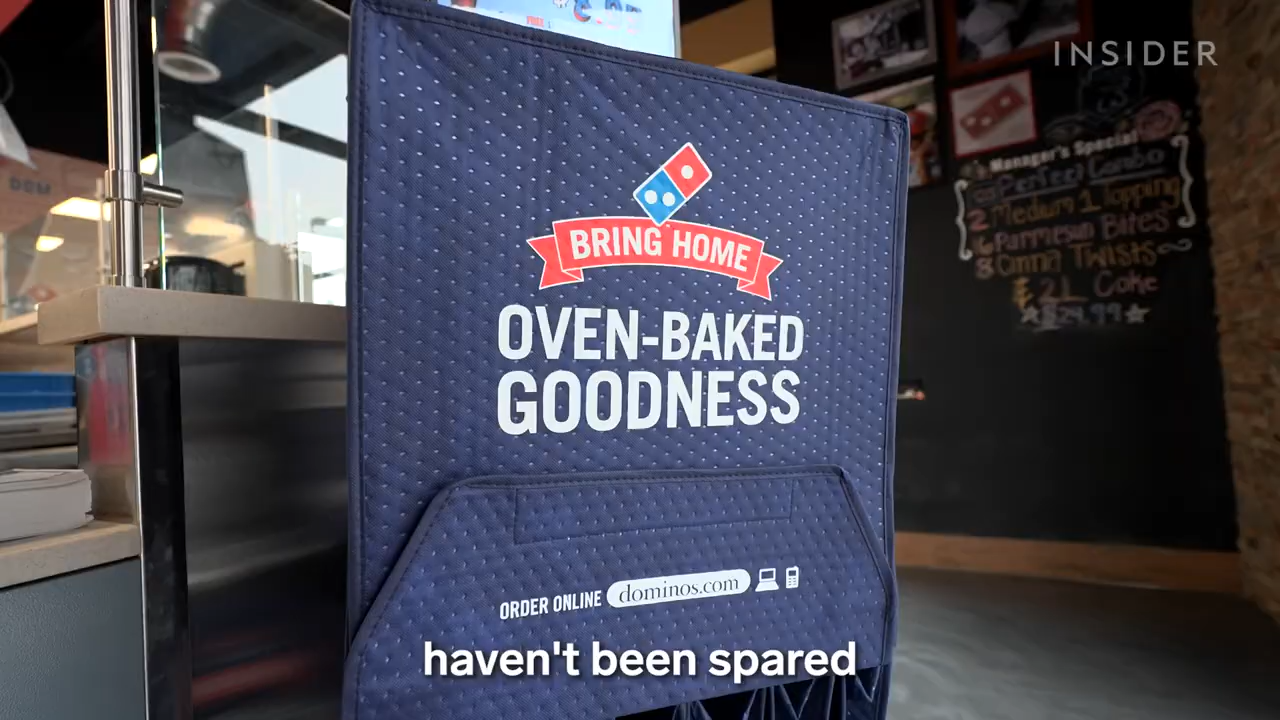 INSIDER
BRING HOME
OVEN-BAKED
GOODNESS
ORDER ONLINE dominos.com
haven't been spared
Manager's Special
Perfect Combo
2 Medium 1 Topping
Parmesan Bites
8 Cinna Twists
2L Coke
$24.99